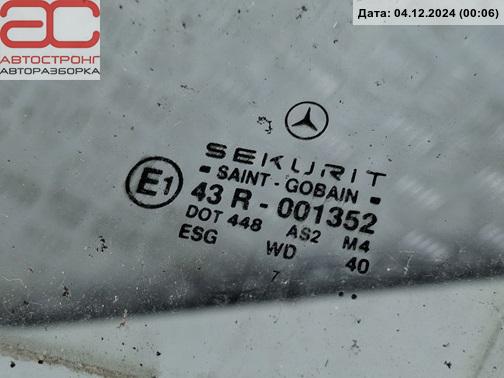 Дата: 04.12.2024 (00:06)
АС
АВТОСТРОНГ
АВТОРАЗБОРКА
SEKURIT
- SAINT - GOBAIN -
E1
43 R - 001352
DOT 448 AS2 M4
ESG WD 40
7